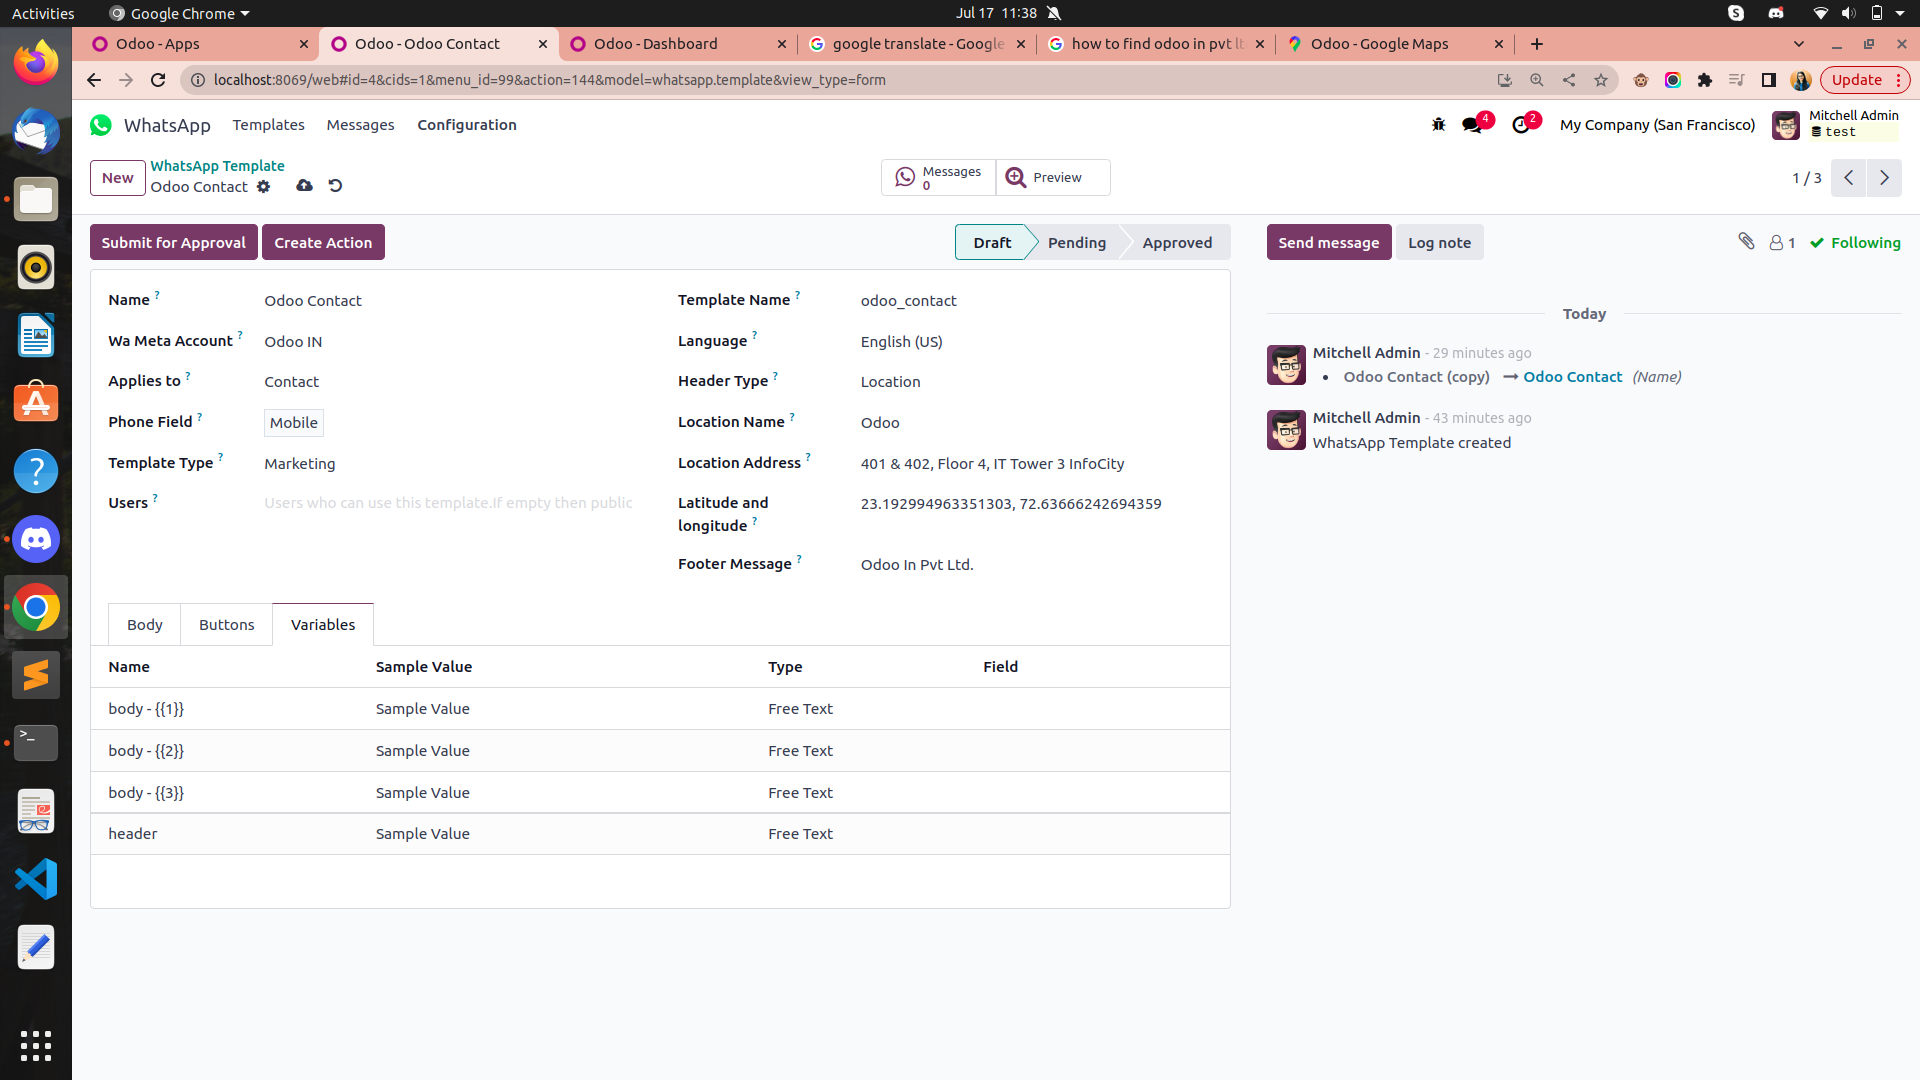 Activities
Google Chrome
Jul 17 11:38
Odoo - Apps
Odoo - Odoo Contact
Odoo - Dashboard
google translate - Google
how to find odoo in pvt lt
Odoo - Google Maps
localhost:8069/web#id=4&cids=1&menu_id=99&action=144&model=whatsapp.template&view_type=form
Update
WhatsApp
Templates
Messages
Configuration
4
2
My Company (San Francisco)
Mitchell Admin
test
New
WhatsApp Template
Odoo Contact
Messages
0
Preview
1 / 3
Submit for Approval
Create Action
Draft
Pending
Approved
Send message
Log note
1
Following
Name ?
Odoo Contact
Wa Meta Account ?
Odoo IN
Applies to ?
Contact
Phone Field ?
Mobile
Template Type ?
Marketing
Users ?
Users who can use this template.If empty then public
Template Name ?
odoo_contact
Language ?
English (US)
Header Type ?
Location
Location Name ?
Odoo
Location Address ?
401 & 402, Floor 4, IT Tower 3 InfoCity
Latitude and
longitude ?
23.192994963351303, 72.63666242694359
Footer Message ?
Odoo In Pvt Ltd.
Today
Mitchell Admin - 29 minutes ago
• Odoo Contact (copy) → Odoo Contact (Name)
Mitchell Admin - 43 minutes ago
WhatsApp Template created
Body
Buttons
Variables
Name
Sample Value
Type
Field
body - {{1}}
Sample Value
Free Text
body - {{2}}
Sample Value
Free Text
body - {{3}}
Sample Value
Free Text
header
Sample Value
Free Text